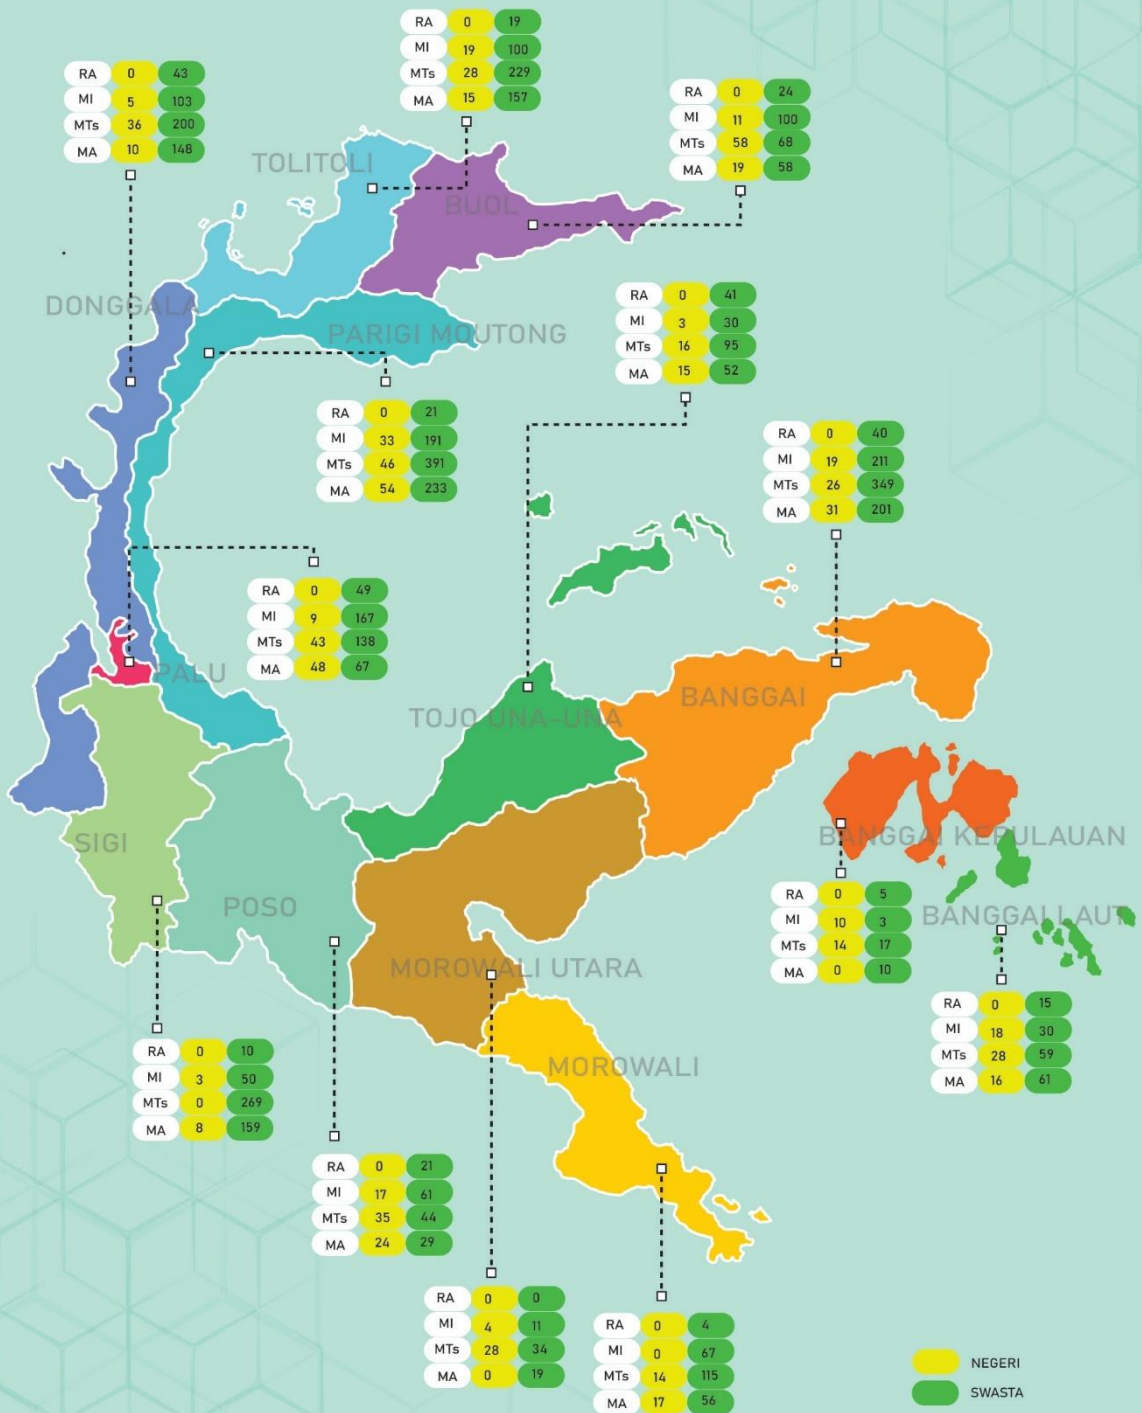 RA 0 19
MI 19 100
MTs 28 229
MA 15 157
RA 0 43
MI 5 103
MTs 36 200
MA 10 148
RA 0 24
MI 11 100
MTs 58 68
MA 19 58
TOLITOLI
BUOL
DONGGALA
PARIGI MOUTONG
RA 0 41
MI 3 30
MTs 16 95
MA 15 52
RA 0 21
MI 33 191
MTs 46 391
MA 54 233
RA 0 40
MI 19 211
MTs 26 349
MA 31 201
RA 0 49
MI 9 167
MTs 43 138
MA 48 67
PALU
TOJO UNA-UNA
BANGGAI
SIGI
POSO
BANGGAI KEPULAUAN
RA 0 5
MI 10 3
MTs 14 17
MA 0 10
BANGGAI LAUT
MOROWALI UTARA
RA 0 15
MI 18 30
MTs 28 59
MA 16 61
RA 0 10
MI 3 50
MTs 0 269
MA 8 159
MOROWALI
RA 0 21
MI 17 61
MTs 35 44
MA 24 29
RA 0 0
MI 4 11
MTs 28 34
MA 0 19
RA 0 4
MI 0 67
MTs 14 115
MA 17 56
NEGERI
SWASTA